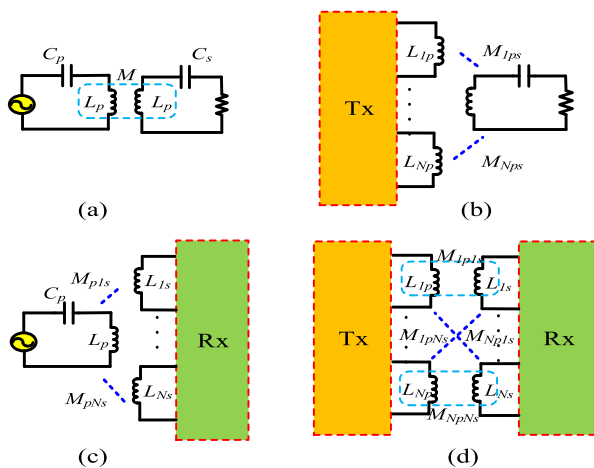 C_p
C_s
M
L_p
L_p
(a)
L_1p
M_1ps
Tx
L_Np
M_Nps
(b)
M_p1s
C_p
L_1s
L_p
Rx
M_pNs
L_Ns
(c)
M_1p1s
L_1p
L_1s
Tx
M_1pNs
M_Np1s
Rx
L_Np
L_Ns
M_NpNs
(d)